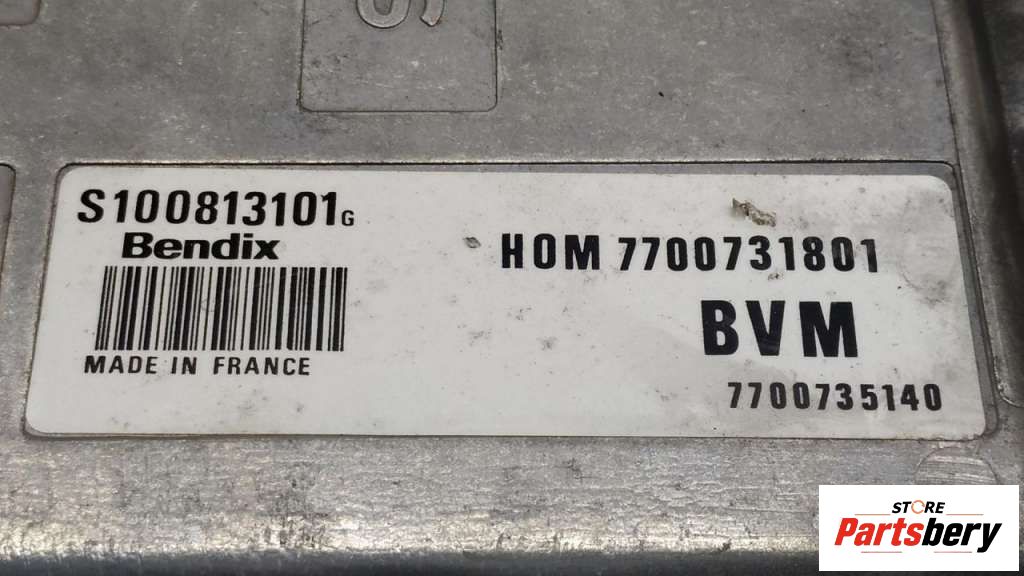 S
S100813101G
Bendix
MADE IN FRANCE
HOM 7700731801
BVM
7700735140
STORE
Partsbery